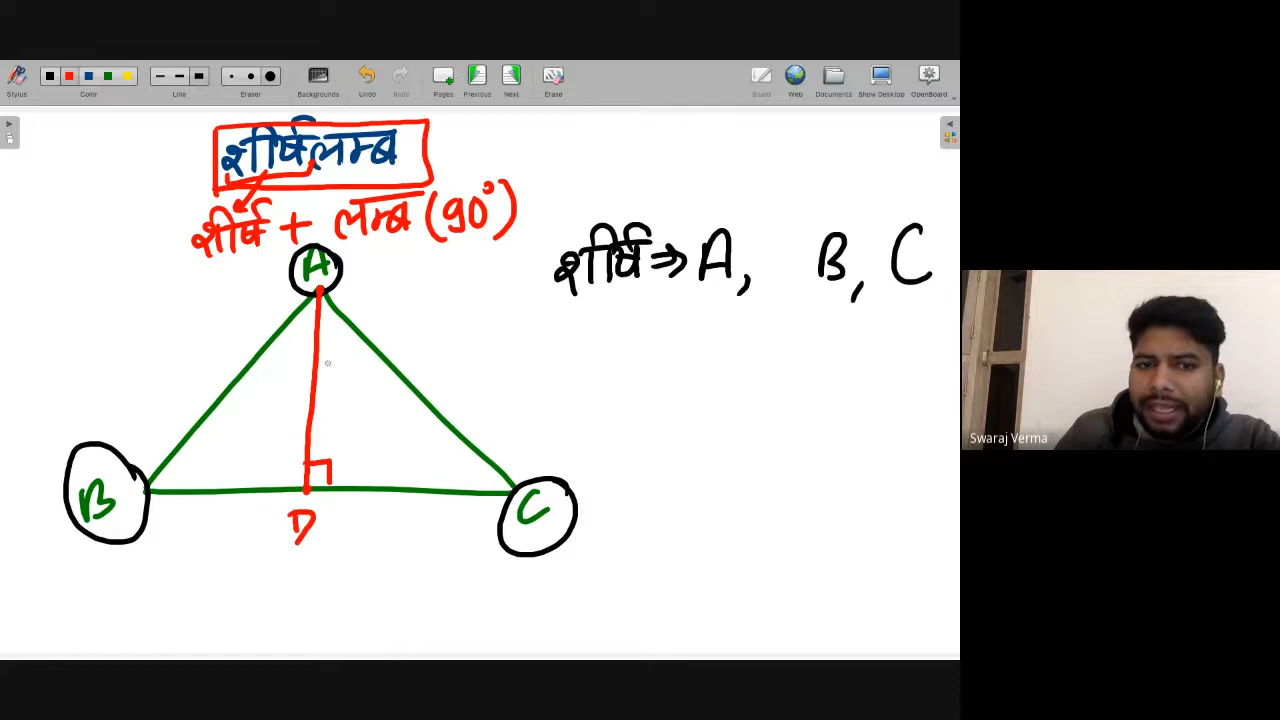 Stylus
Color
Line
Eraser
Backgrounds
Undo
Redo
Pages
Previous
Next
Erase
Board
Web
Documents
Show Desktop
OpenBoard
शीर्षलम्ब
शीर्ष + लम्ब (90°)
शीर्ष ⇒ A, B, C
A
B
C
D
Swaraj Verma